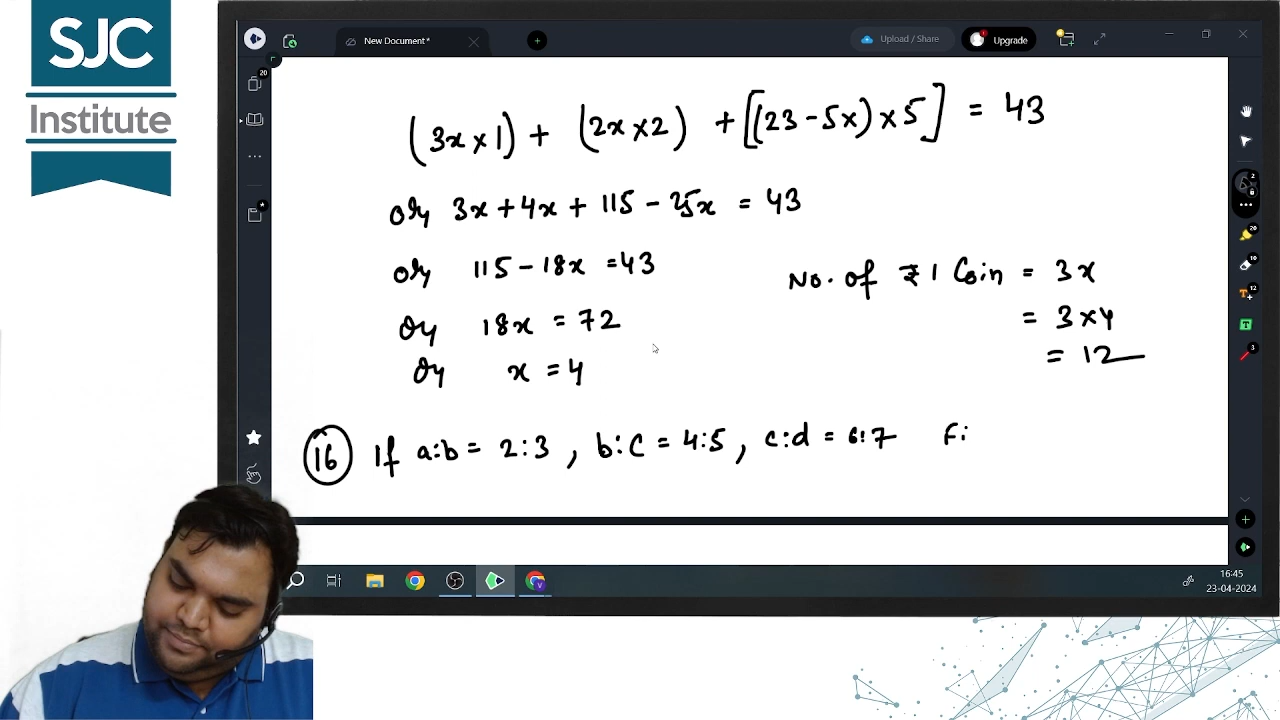 SJC
Institute
New Document*
Upload / Share
Upgrade
(3x×1) + (2x×2) + [(23-5x)×5] = 43
or 3x+4x+115-25x = 43
or 115-18x = 43
or 18x = 72
or x = 4
No. of ₹1 Coin = 3x
= 3×4
= 12
16 If a:b = 2:3, b:c = 4:5, c:d = 6:7 Fi
16:45
23-04-2024